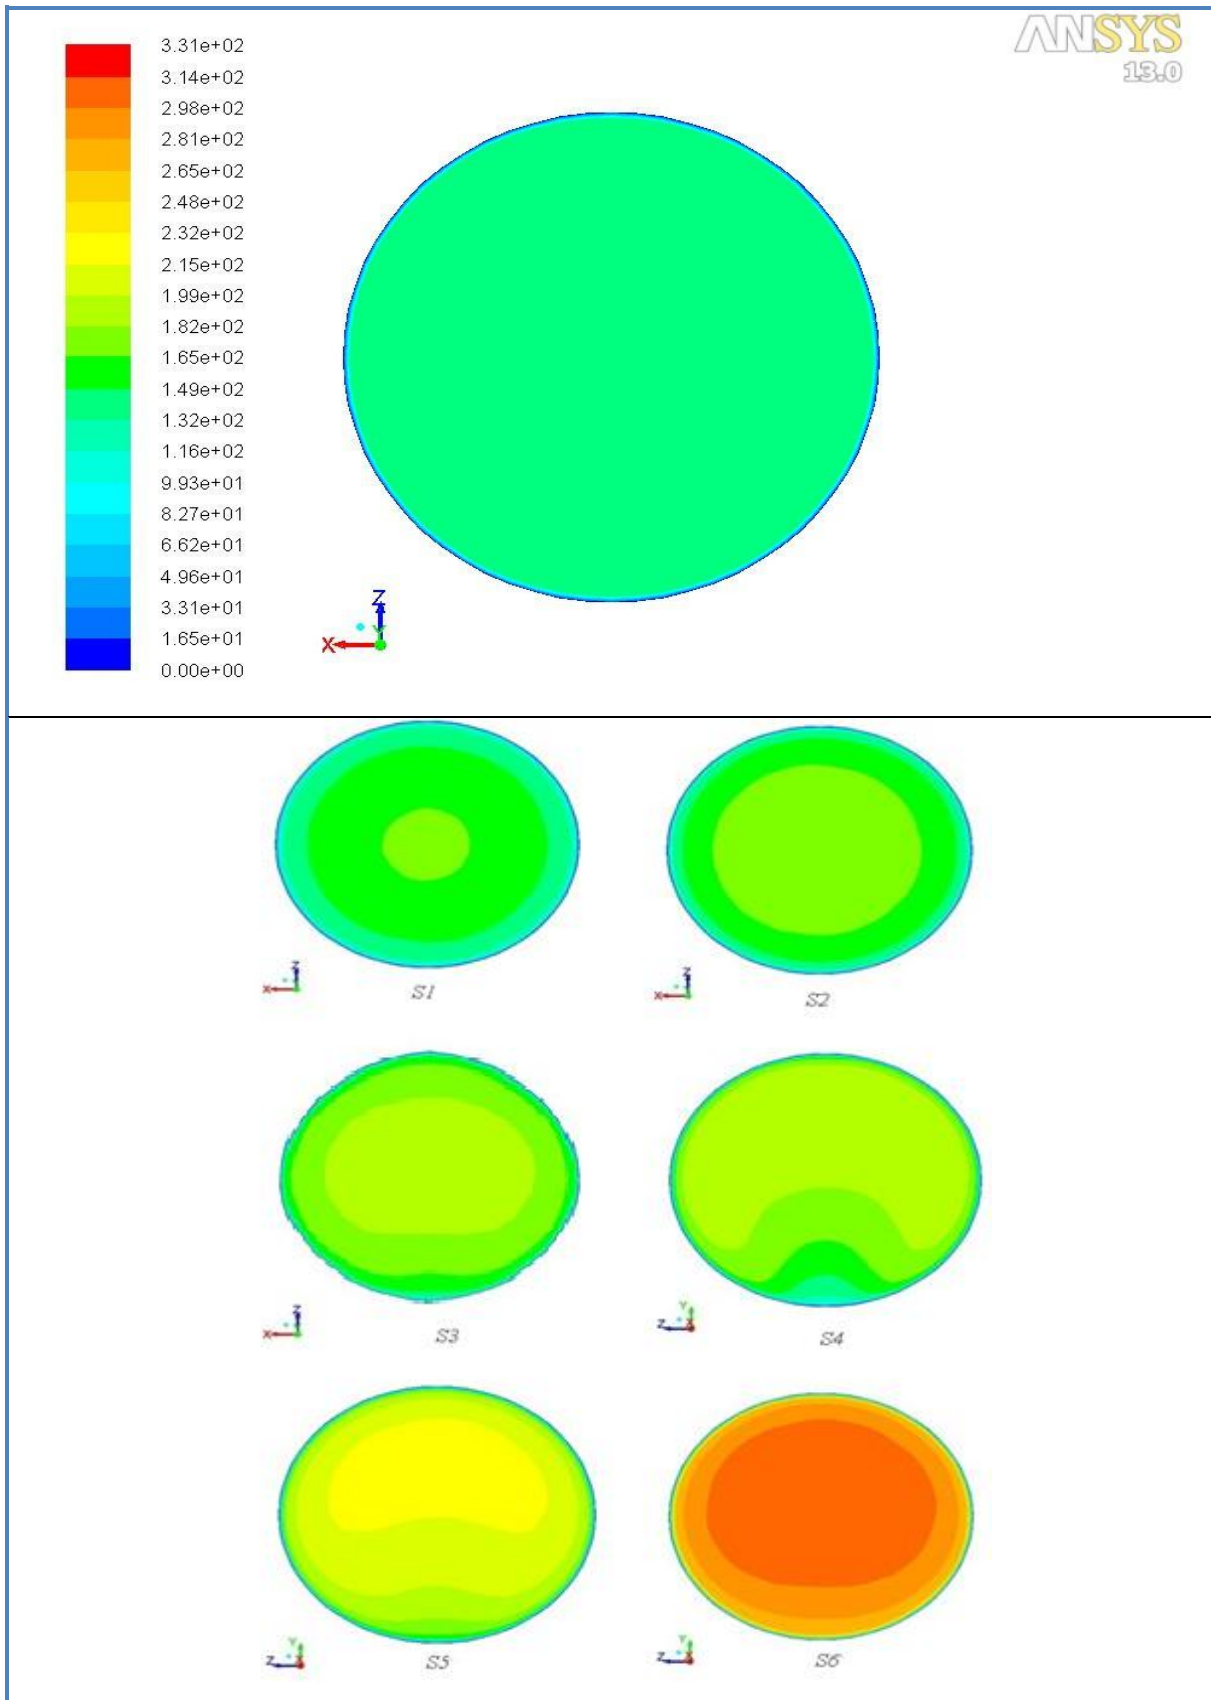 ANSYS
13.0
3.31e+02
3.14e+02
2.98e+02
2.81e+02
2.65e+02
2.48e+02
2.32e+02
2.15e+02
1.99e+02
1.82e+02
1.65e+02
1.49e+02
1.32e+02
1.16e+02
9.93e+01
8.27e+01
6.62e+01
4.96e+01
3.31e+01
1.65e+01
0.00e+00
Z
Y
X
Z
X
S1
Z
X
S2
Z
X
S3
Y
Z X
S4
Y
Z X
S5
Y
Z X
S6